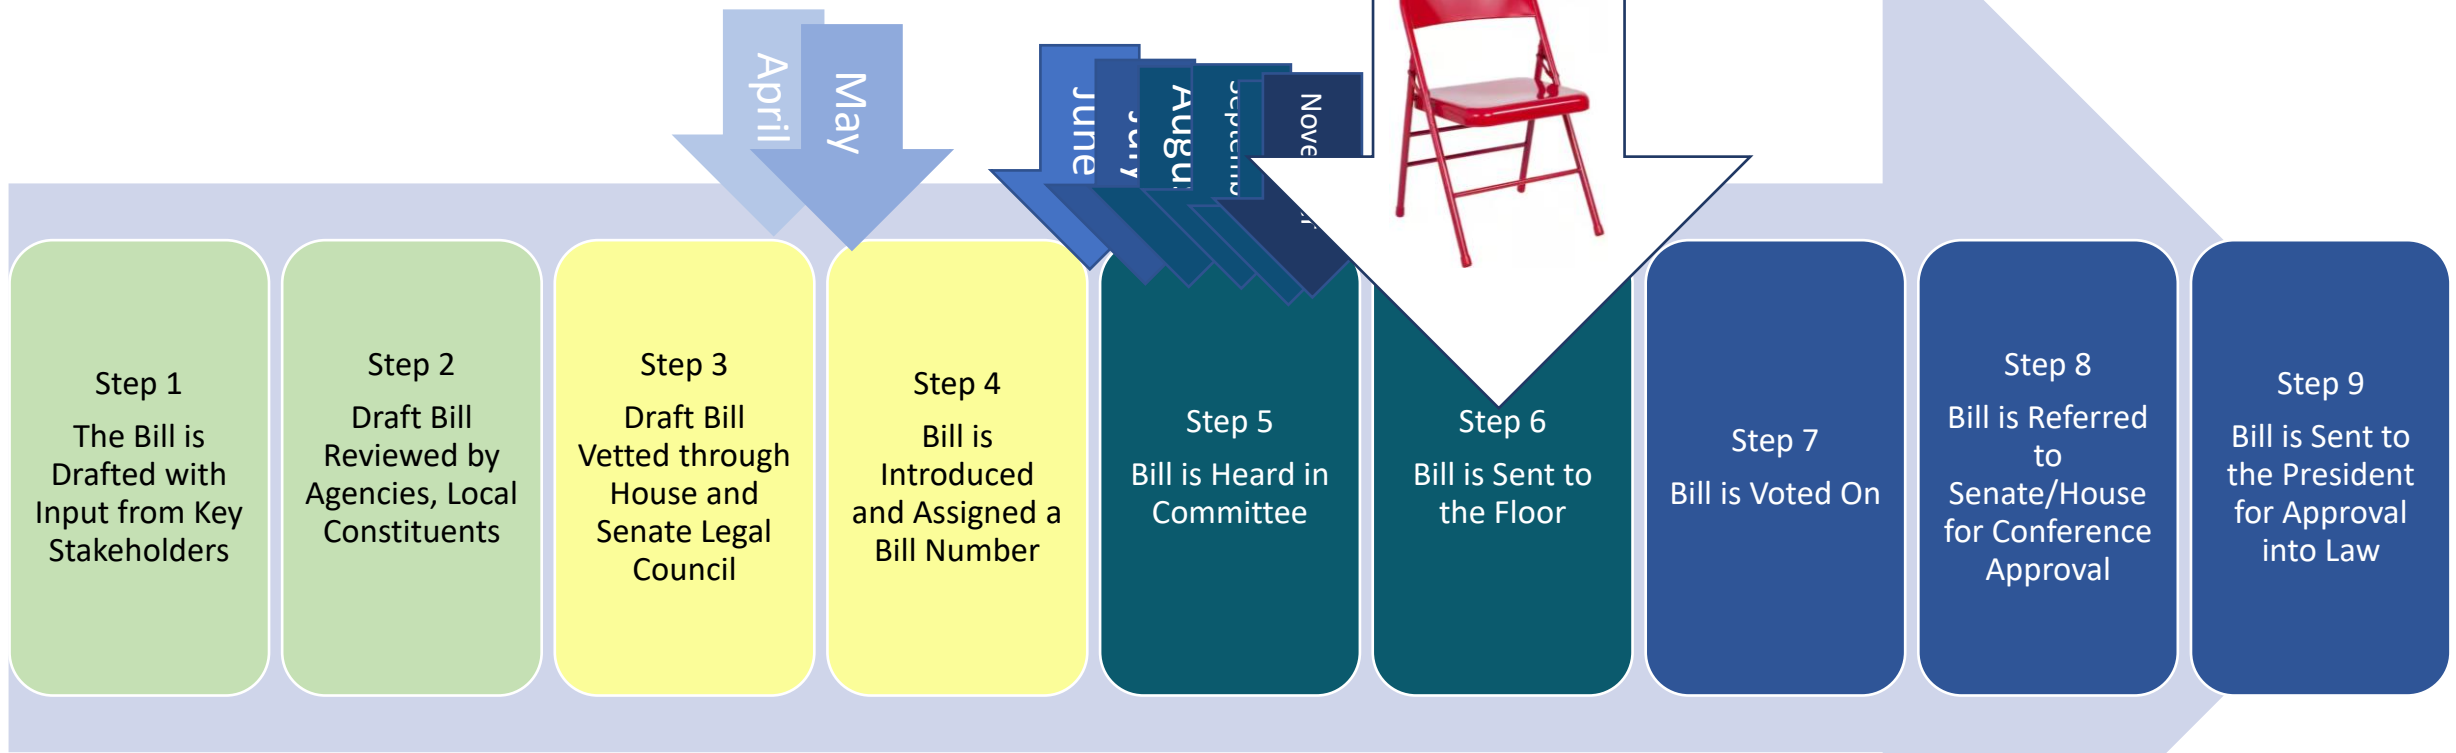 April
May
June
July
Step 1
The Bill is
Drafted with
Input from Key
Stakeholders
Step 2
Draft Bill
Reviewed by
Agencies, Local
Constituents
Step 3
Draft Bill
Vetted through
House and
Senate Legal
Council
Step 4
Bill is
Introduced
and Assigned a
Bill Number
Step 5
Bill is Heard in
Committee
Step 6
Bill is Sent to
the Floor
Step 7
Bill is Voted On
Step 8
Bill is Referred
to
Senate/House
for Conference
Approval
Step 9
Bill is Sent to
the President
for Approval
into Law